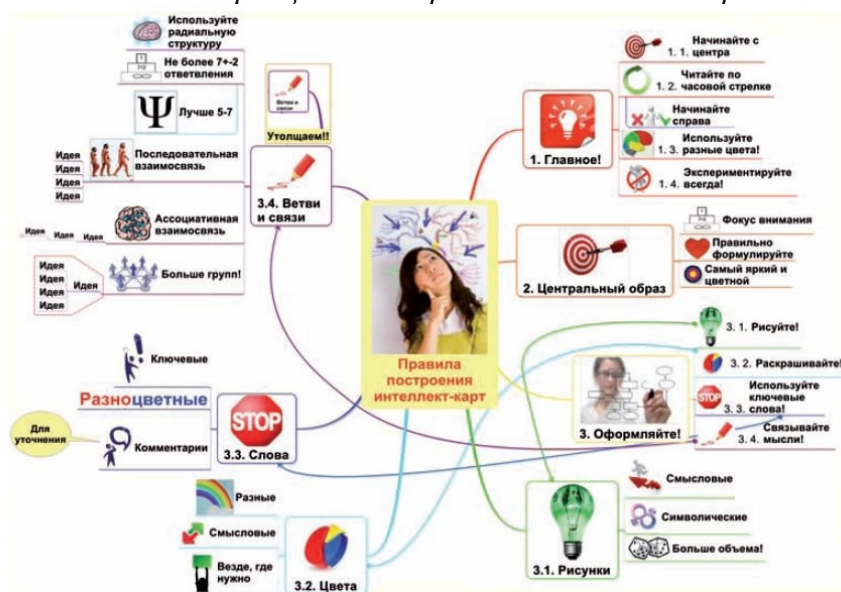 Правила
построения
интеллект-карт
1. Главное!
Начинайте с
1. 1. центра
Читайте по
1. 2. часовой стрелке
Начинайте
справа
Используйте
1. 3. разные цвета!
Экспериментируйте
1. 4. всегда!
2. Центральный образ
Фокус внимания
Правильно
формулируйте
Самый яркий и
цветной
3. Оформляйте!
3. 1. Рисуйте!
3. 2. Раскрашивайте!
Используйте
ключевые
3. 3. слова!
Связывайте
3. 4. мысли!
3.1. Рисунки
Смысловые
Символические
Больше объема!
3.2. Цвета
Разные
Смысловые
Везде, где
нужно
3.3. Слова
STOP
STOP
Ключевые
Разноцветные
Комментарии
Для
уточнения
3.4. Ветви
и связи
Ветви и
связи
Утолщаем!!
Используйте
радиальную
структуру
Не более 7+-2
ответвления
Ψ
Лучше 5-7
Последовательная
взаимосвязь
Идея
Идея
Идея
Идея
Ассоциативная
взаимосвязь
Идея
Идея
Идея
Больше групп!
Идея
Идея
Идея
Идея
Идея